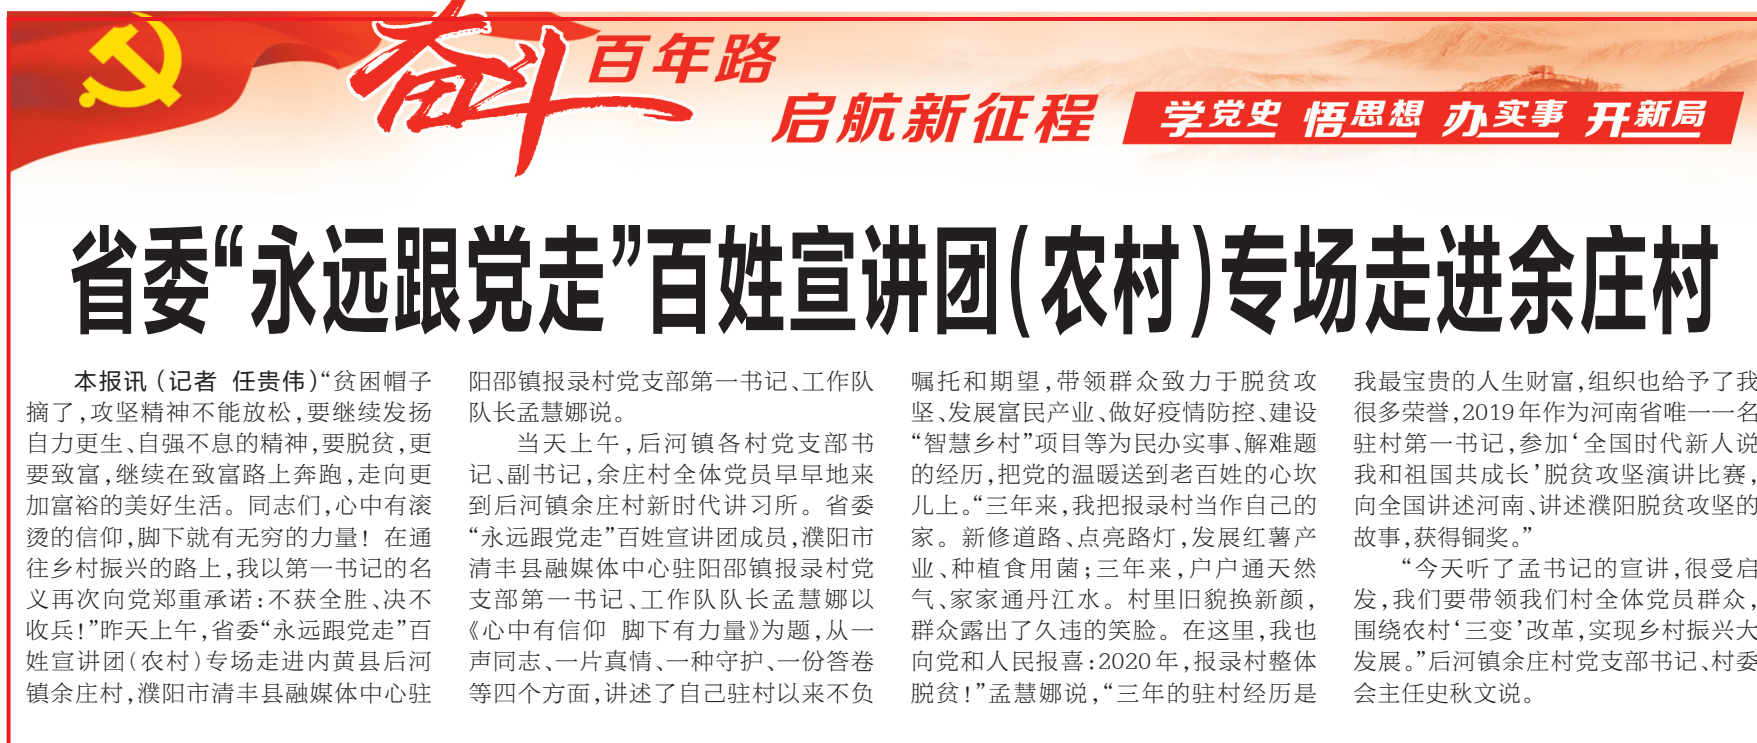 奋斗百年路
启航新征程
学党史 悟思想 办实事 开新局
省委“永远跟党走”百姓宣讲团(农村)专场走进余庄村
本报讯(记者 任贵伟)“贫困帽子
摘了,攻坚精神不能放松,要继续发扬
自力更生、自强不息的精神,要脱贫,更
要致富,继续在致富路上奔跑,走向更
加富裕的美好生活。同志们,心中有滚
烫的信仰,脚下就有无穷的力量!在通
往乡村振兴的路上,我以第一书记的名
义再次向党郑重承诺:不获全胜、决不
收兵!”昨天上午,省委“永远跟党走”百
姓宣讲团(农村)专场走进内黄县后河
镇余庄村,濮阳市清丰县融媒体中心驻
阳邵镇报录村党支部第一书记、工作队
队长孟慧娜说。
当天上午,后河镇各村党支部书
记、副书记,余庄村全体党员早早地来
到后河镇余庄村新时代讲习所。省委
“永远跟党走”百姓宣讲团成员,濮阳市
清丰县融媒体中心驻阳邵镇报录村党
支部第一书记、工作队队长孟慧娜以
《心中有信仰 脚下有力量》为题,从一
声同志、一片真情、一种守护、一份答卷
等四个方面,讲述了自己驻村以来不负
嘱托和期望,带领群众致力于脱贫攻
坚、发展富民产业、做好疫情防控、建设
“智慧乡村”项目等为民办实事、解难题
的经历,把党的温暖送到老百姓的心坎
儿上。“三年来,我把报录村当作自己的
家。新修道路、点亮路灯,发展红薯产
业、种植食用菌;三年来,户户通天然
气、家家通丹江水。村里旧貌换新颜,
群众露出了久违的笑脸。在这里,我也
向党和人民报喜:2020年,报录村整体
脱贫!”孟慧娜说,“三年的驻村经历是
我最宝贵的人生财富,组织也给予了我
很多荣誉,2019年作为河南省唯一一名
驻村第一书记,参加‘全国时代新人说
我和祖国共成长’脱贫攻坚演讲比赛,
向全国讲述河南、讲述濮阳脱贫攻坚的
故事,获得铜奖。”
“今天听了孟书记的宣讲,很受启
发,我们要带领我们村全体党员群众,
围绕农村‘三变’改革,实现乡村振兴大
发展。”后河镇余庄村党支部书记、村委
会主任史秋文说。